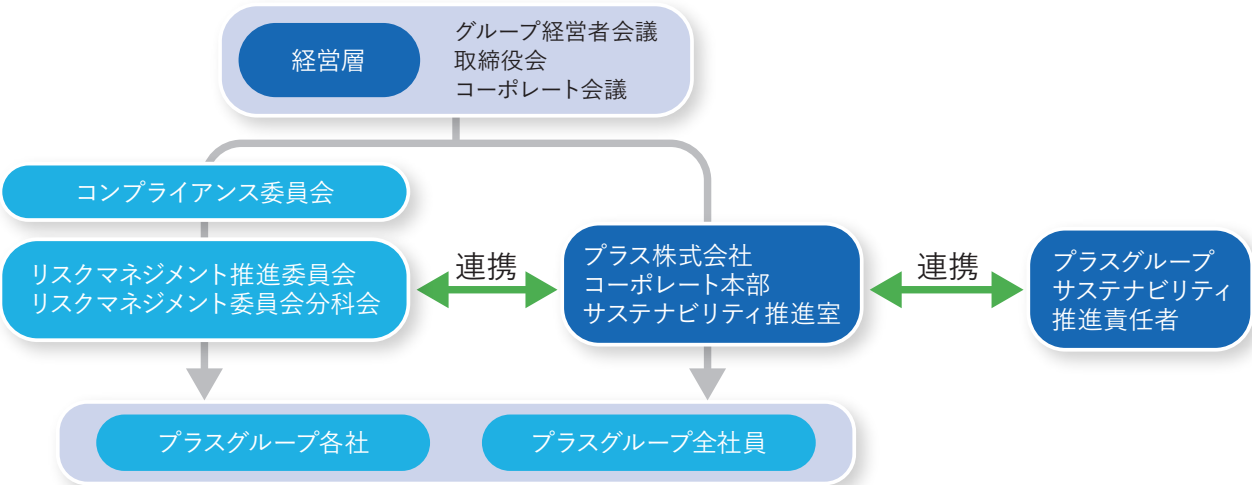 経営層
グループ経営者会議
取締役会
コーポレート会議
コンプライアンス委員会
リスクマネジメント推進委員会
リスクマネジメント委員会分科会
連携
プラス株式会社
コーポレート本部
サステナビリティ推進室
連携
プラスグループ
サステナビリティ
推進責任者
プラスグループ各社
プラスグループ全社員